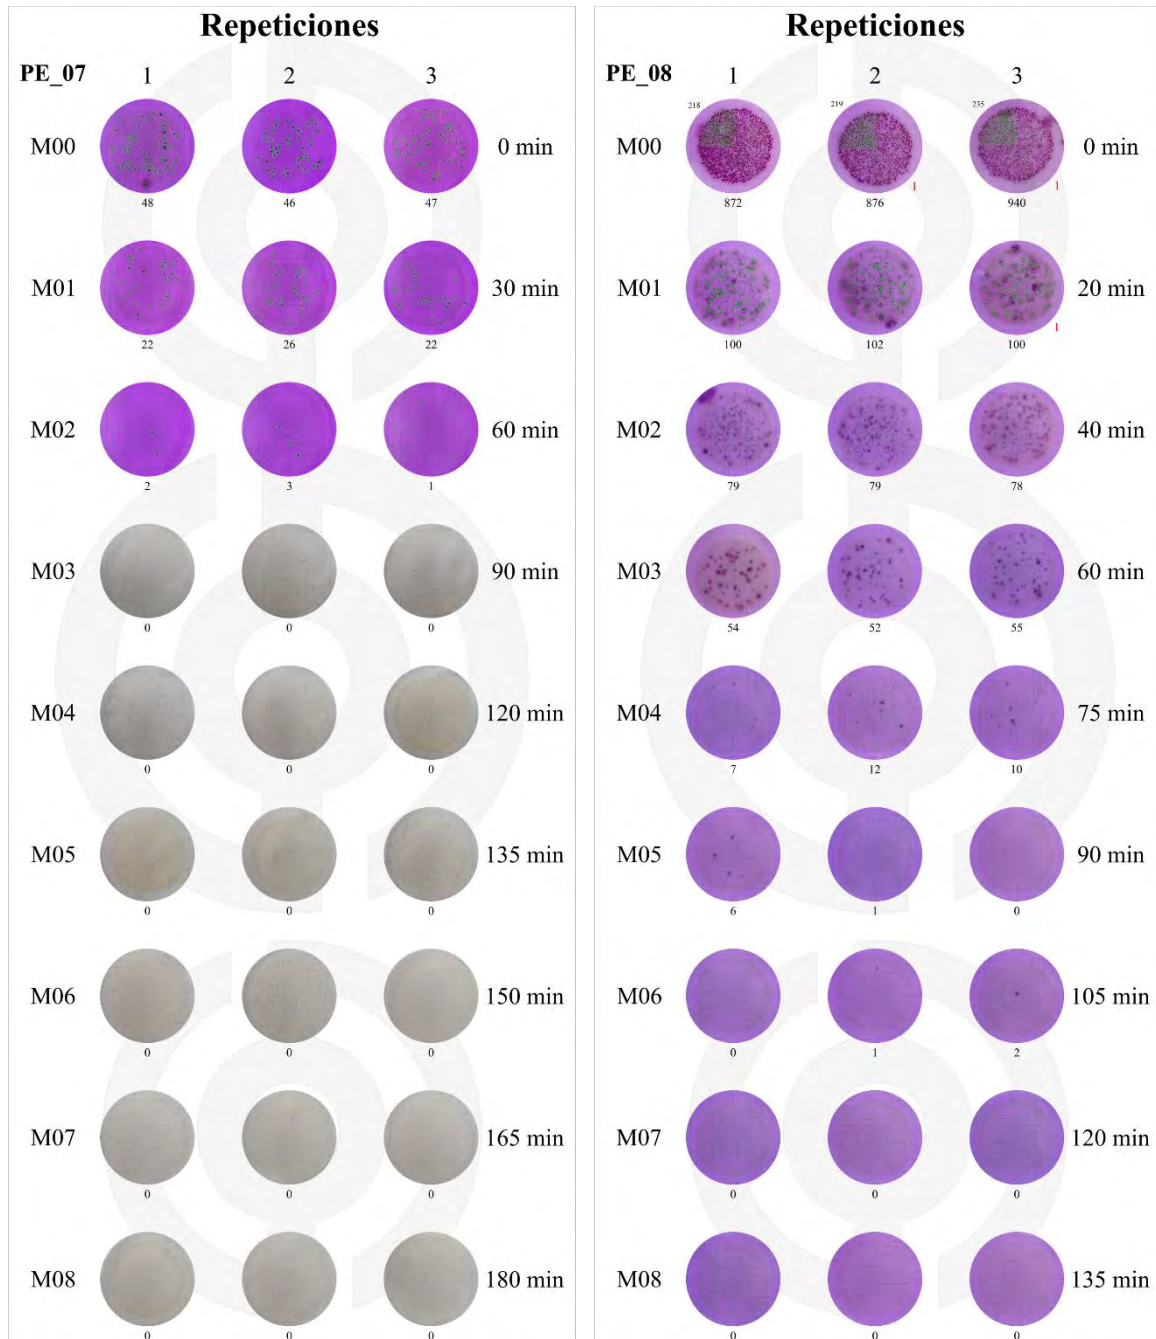 Repeticiones
PE_07 1 2 3
M00 0 min
48 46 47
M01 30 min
22 26 22
M02 60 min
2 3 1
M03 90 min
0 0 0
M04 120 min
0 0 0
M05 135 min
0 0 0
M06 150 min
0 0 0
M07 165 min
0 0 0
M08 180 min
0 0 0
Repeticiones
PE_08 1 2 3
218 219 235
M00 0 min
1 1
872 876 940
M01 20 min
1
100 102 100
M02 40 min
79 79 78
M03 60 min
54 52 55
M04 75 min
7 12 10
M05 90 min
6 1 0
M06 105 min
0 1 2
M07 120 min
0 0 0
M08 135 min
0 0 0